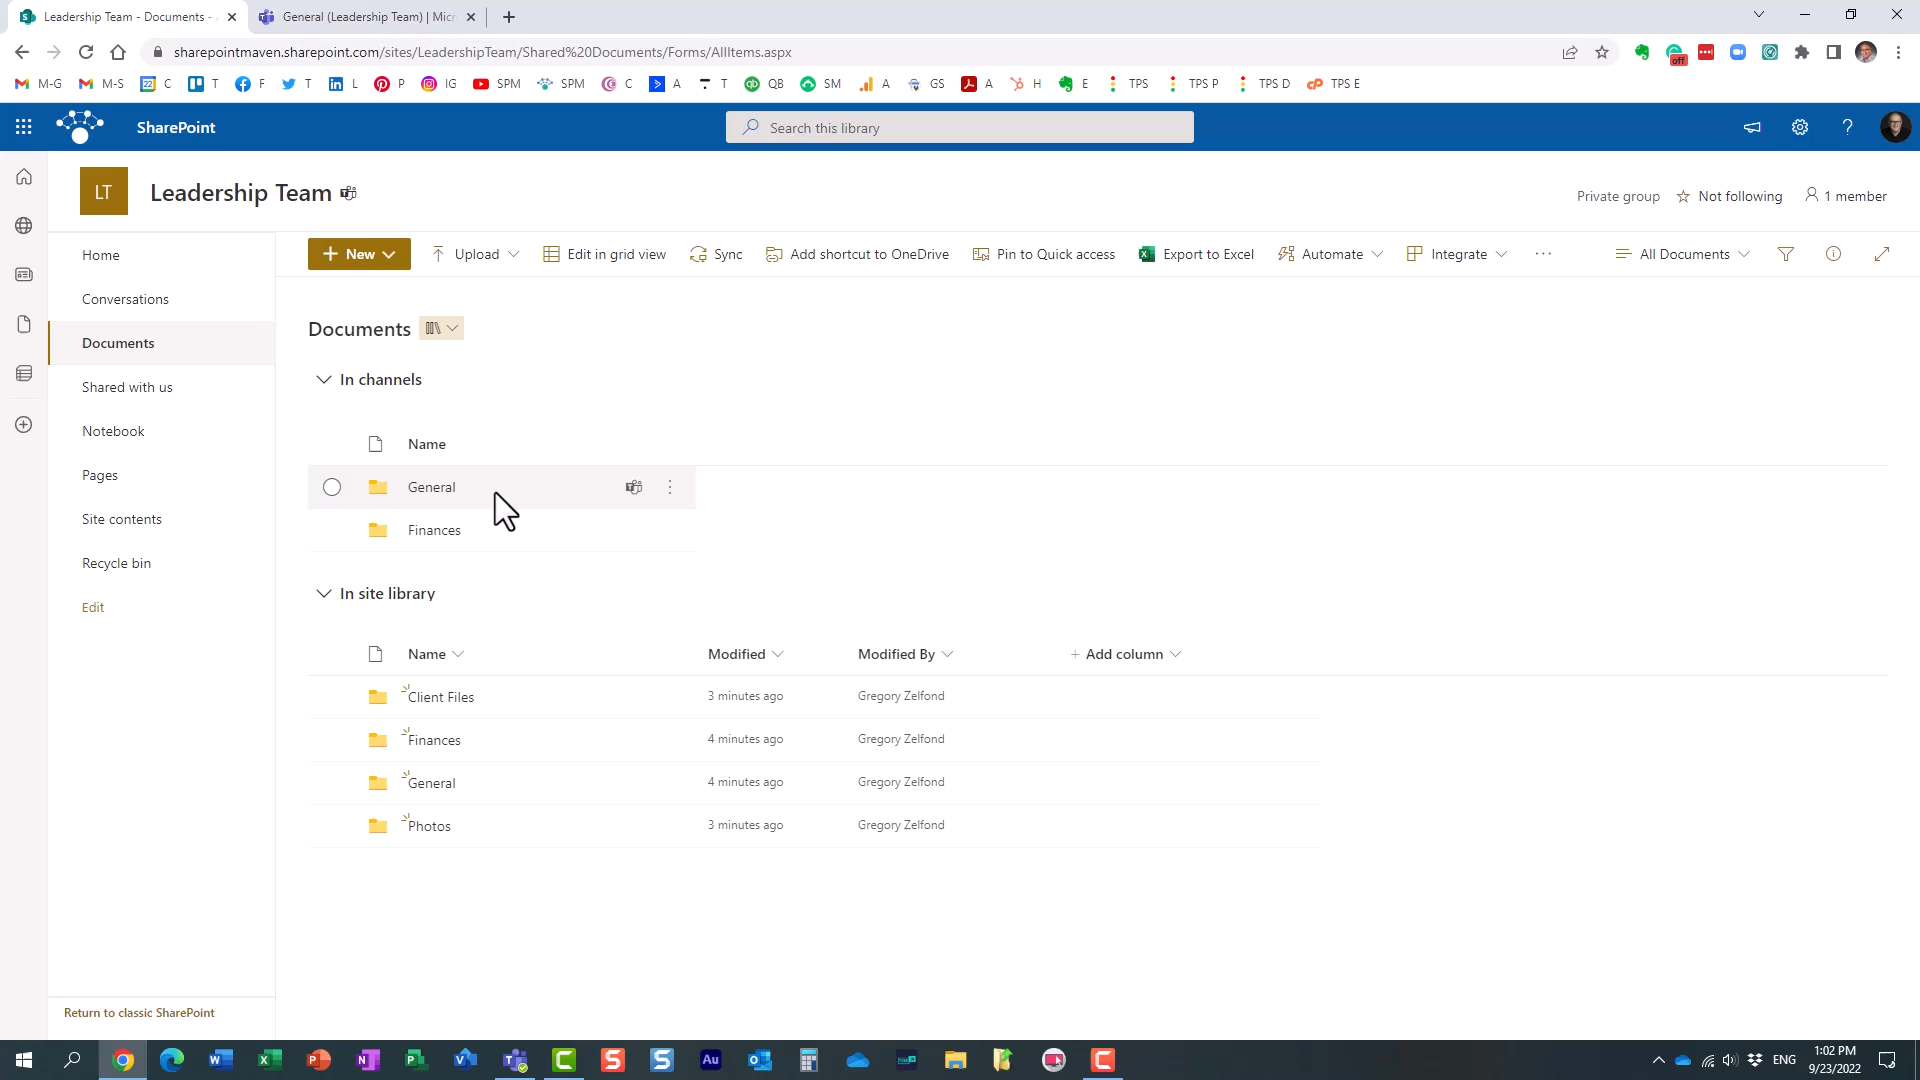 Leadership Team - Documents -
General (Leadership Team) | Micr
sharepointmaven.sharepoint.com/sites/LeadershipTeam/Shared%20Documents/Forms/AllItems.aspx
off
M-G M-S C T F T L P IG SPM SPM C A T QB SM A GS A H E TPS TPS P TPS D TPS E
SharePoint
Search this library
LT
Leadership Team
Private group
Not following
1 member
Home
Conversations
Documents
Shared with us
Notebook
Pages
Site contents
Recycle bin
Edit
Return to classic SharePoint
New Upload Edit in grid view Sync Add shortcut to OneDrive Pin to Quick access Export to Excel Automate Integrate ··· All Documents
Documents
In channels
Name
General
Finances
In site library
Name Modified Modified By + Add column
Client Files 3 minutes ago Gregory Zelfond
Finances 4 minutes ago Gregory Zelfond
General 4 minutes ago Gregory Zelfond
Photos 3 minutes ago Gregory Zelfond
ENG
1:02 PM
9/23/2022